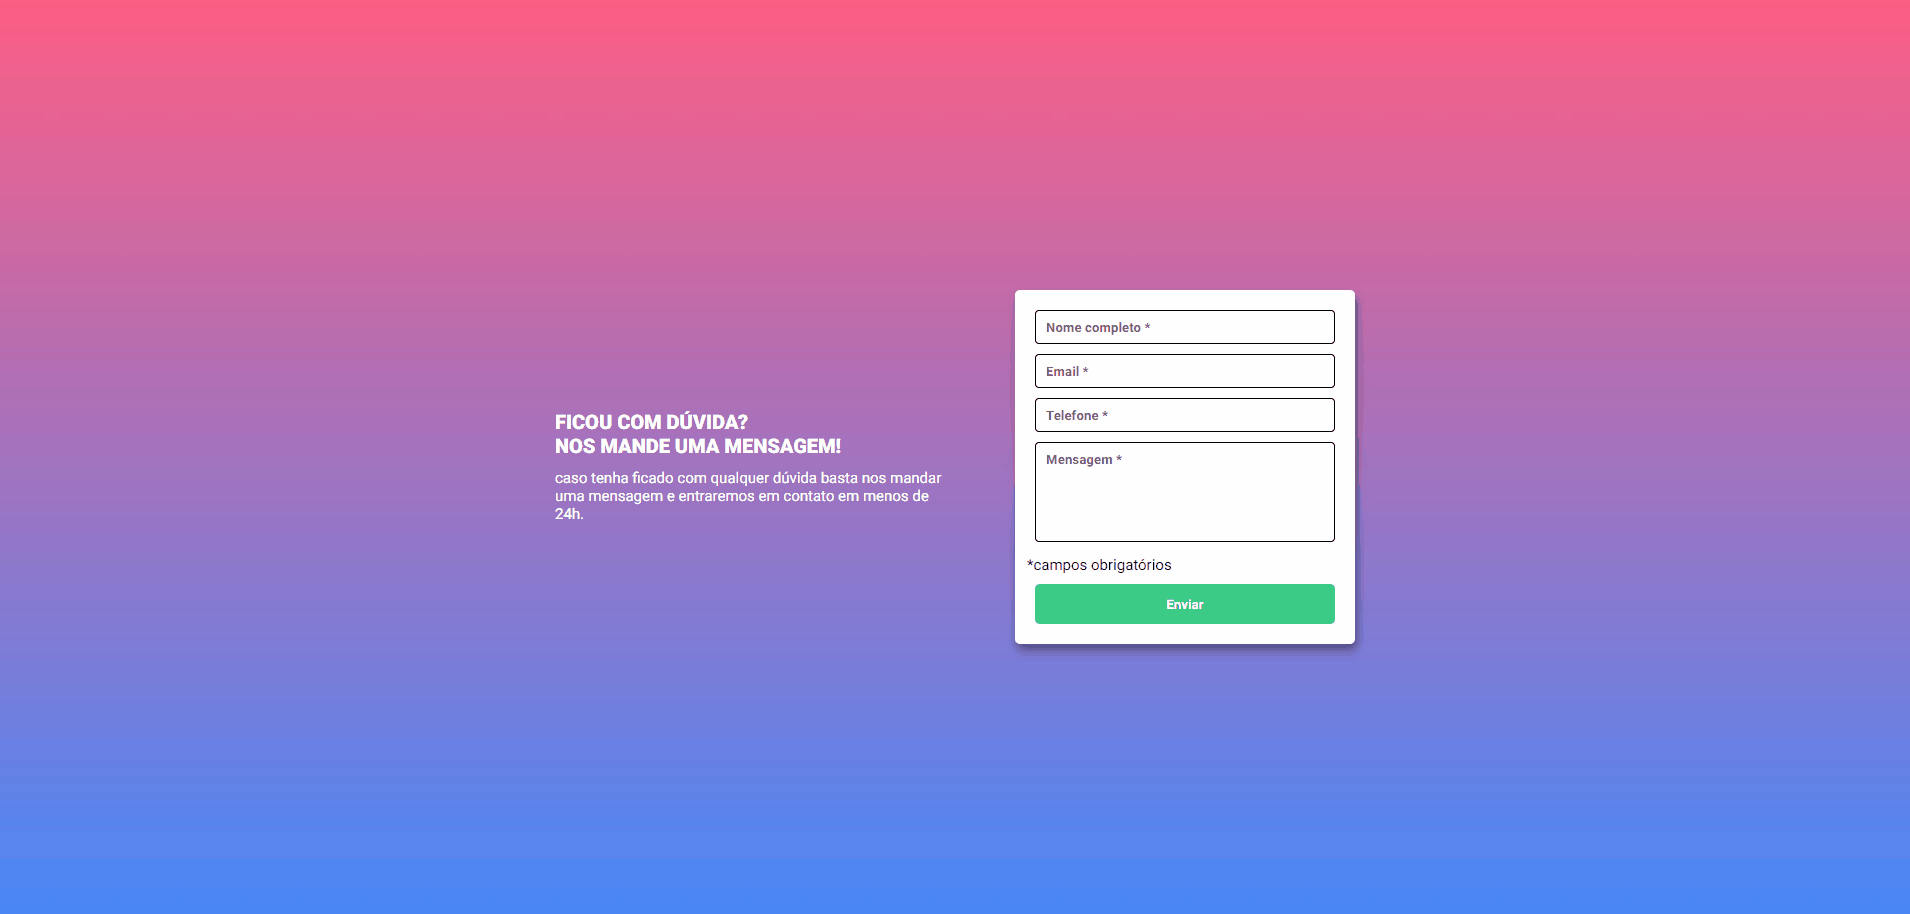 FICOU COM DÚVIDA?
NOS MANDE UMA MENSAGEM!
caso tenha ficado com qualquer dúvida basta nos mandar
uma mensagem e entraremos em contato em menos de
24h.
Nome completo *
Email *
Telefone *
Mensagem *
*campos obrigatórios
Enviar